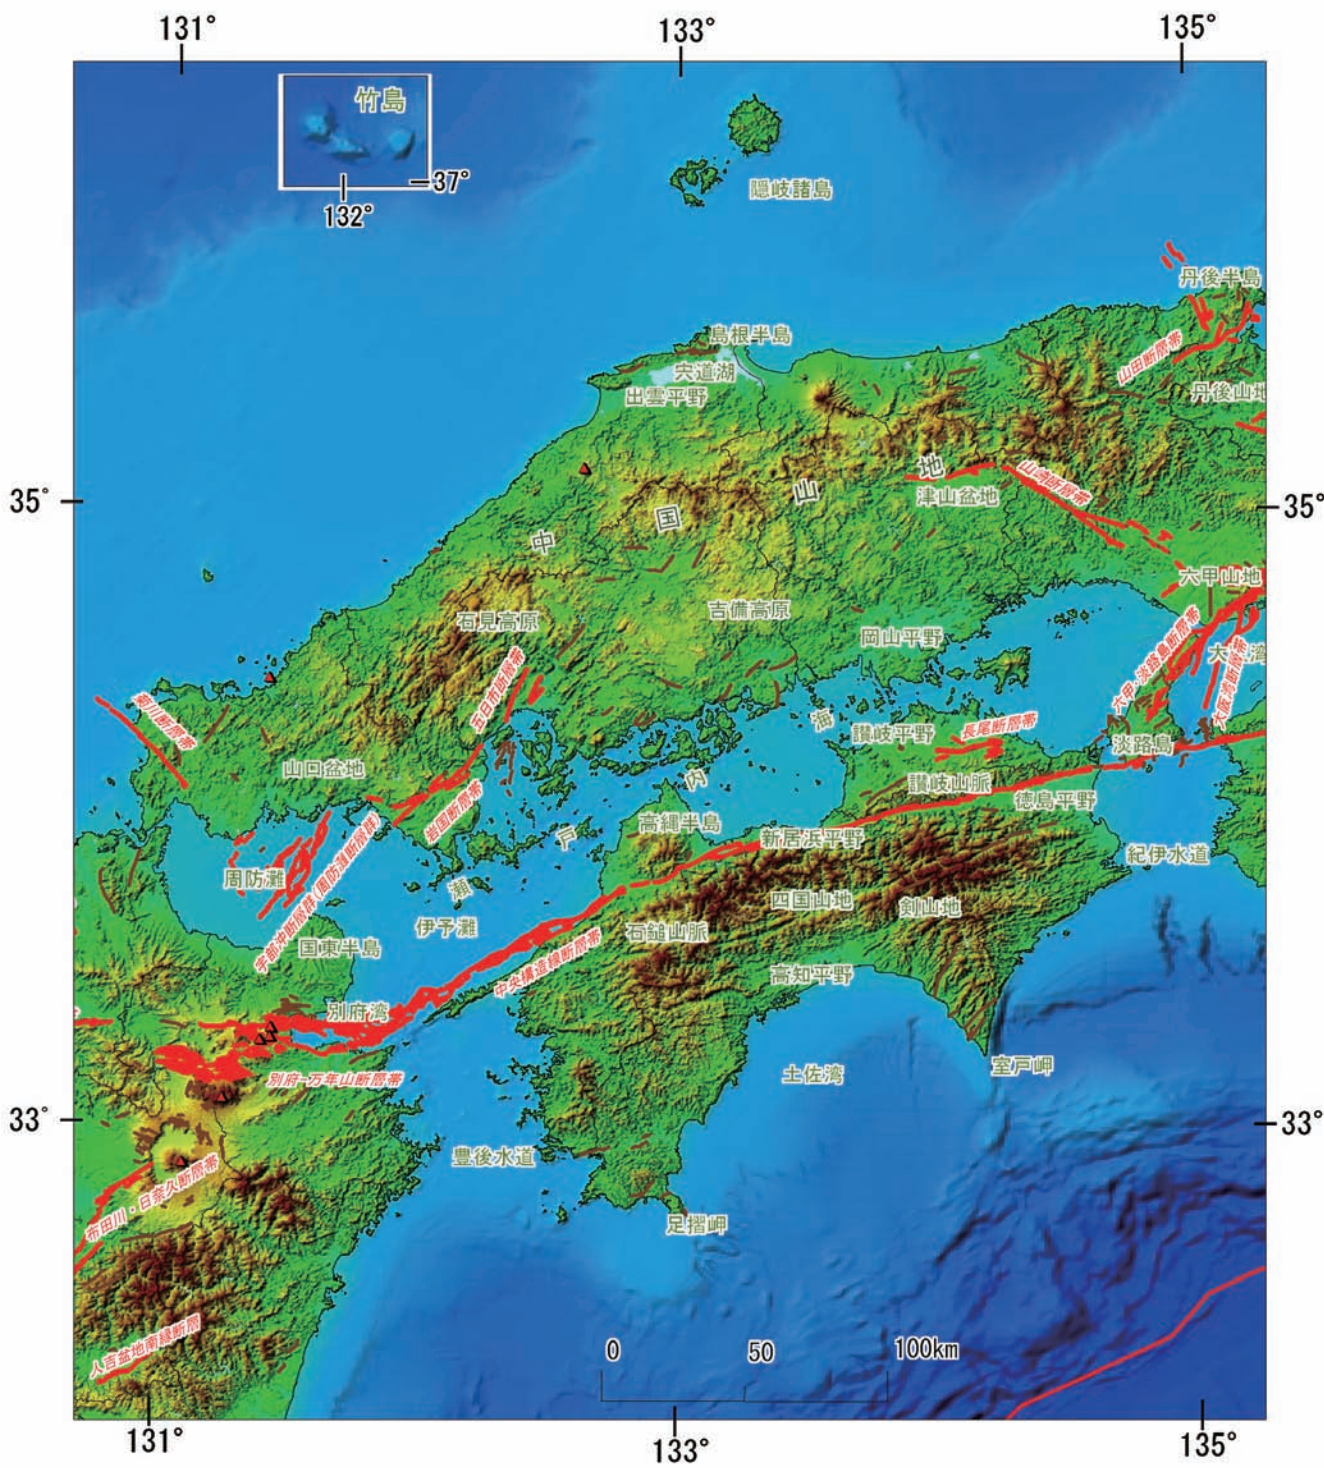 131°
133°
135°
竹島
37°
132°
隠岐諸島
丹後半島
島根半島
山田断層帯
宍道湖
出雲平野
丹後山地
35°
35°
中
国
山
地
山崎断層帯
津山盆地
六甲山地
石見高原
吉備高原
岡山平野
六甲・淡路島断層帯
大阪湾断層帯
五日市断層帯
菊川断層帯
讃岐平野
長尾断層帯
淡路島
山口盆地
讃岐山脈
徳島平野
岩国断層帯
瀬
戸
内
海
高縄半島
新居浜平野
紀伊水道
周防灘
宇部沖断層群(周防灘断層群)
四国山地
剣山地
伊予灘
石鎚山脈
国東半島
中央構造線断層帯
高知平野
別府湾
別府-万年山断層帯
土佐湾
室戸岬
33°
33°
豊後水道
布田川・日奈久断層帯
足摺岬
人吉盆地南縁断層
0
50
100km
131°
133°
135°